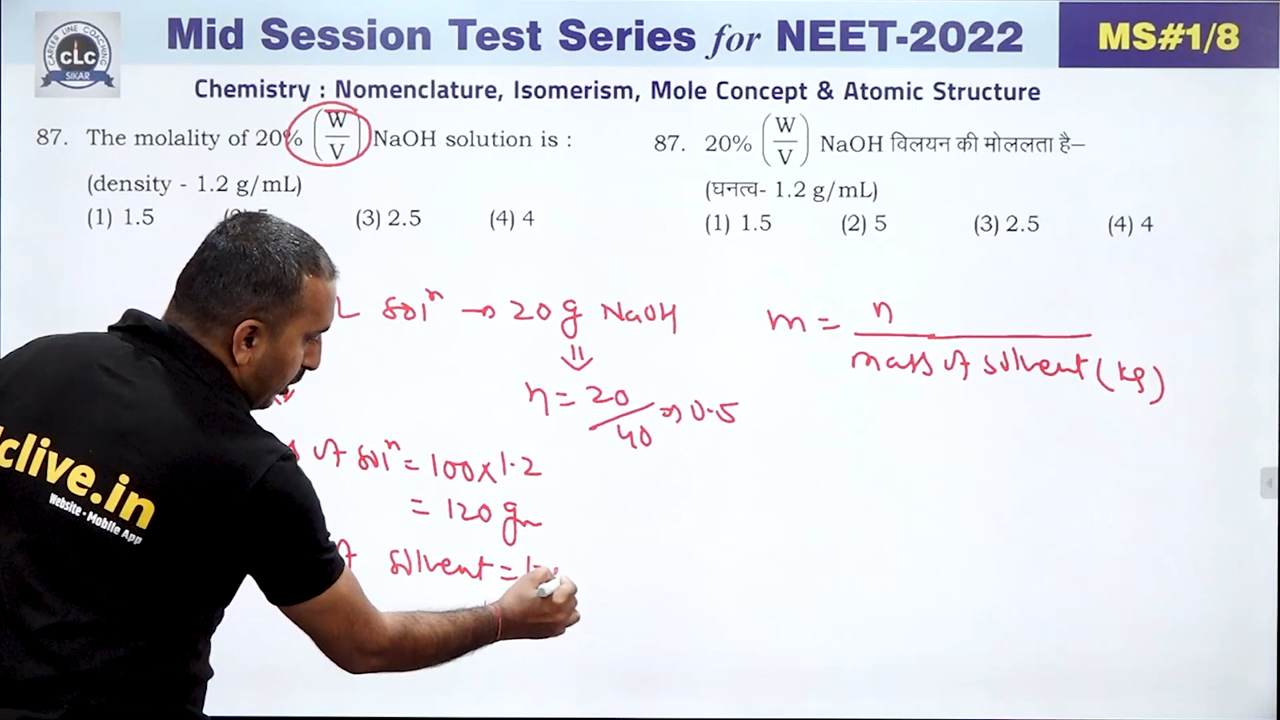 Mid Session Test Series for NEET-2022
MS#1/8
CAREER LINE COACHING
CLC
SIKAR
Chemistry : Nomenclature, Isomerism, Mole Concept & Atomic Structure
87. The molality of 20% (W/V) NaOH solution is :
(density - 1.2 g/mL)
(1) 1.5 (3) 2.5 (4) 4
87. 20% (W/V) NaOH विलयन की मोललता है–
(घनत्व- 1.2 g/mL)
(1) 1.5 (2) 5 (3) 2.5 (4) 4
L solⁿ → 20 g NaOH
n = 20/40 ⇒ 0.5
of solⁿ = 100 x 1.2
= 120 gm
solvent =
m = n / mass of solvent (kg)
clive.in
Website - Mobile App